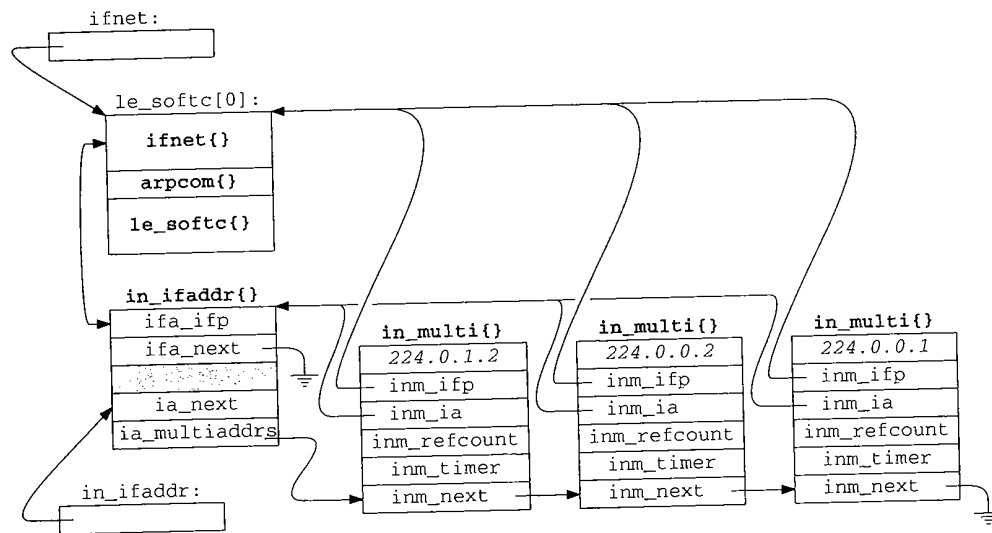 ifnet:
le_softc[0]:
ifnet{}
arpcom{}
le_softc{}
in_ifaddr{}
ifa_ifp
ifa_next
ia_next
ia_multiaddrs
in_ifaddr:
in_multi{}
224.0.1.2
inm_ifp
inm_ia
inm_refcount
inm_timer
inm_next
in_multi{}
224.0.0.2
inm_ifp
inm_ia
inm_refcount
inm_timer
inm_next
in_multi{}
224.0.0.1
inm_ifp
inm_ia
inm_refcount
inm_timer
inm_next